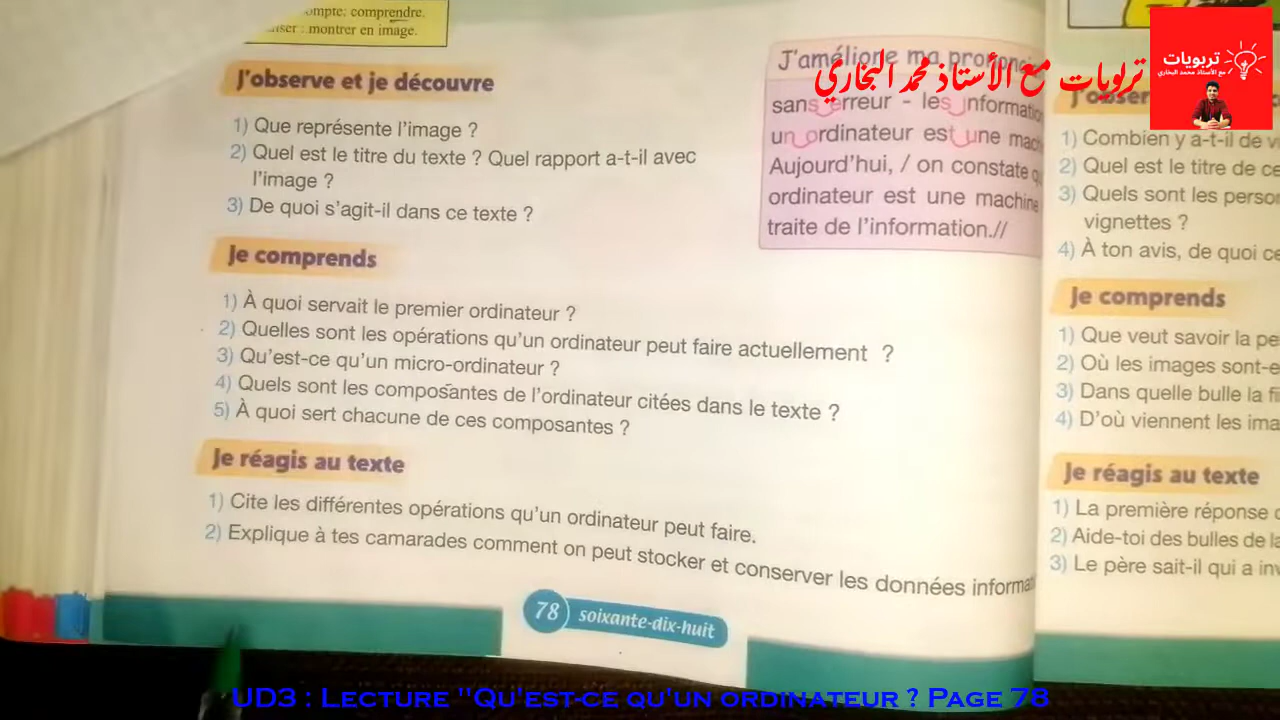 compte: comprendre.
montrer en image.
J'observe et je découvre
1) Que représente l'image ?
2) Quel est le titre du texte ? Quel rapport a-t-il avec
l'image ?
3) De quoi s'agit-il dans ce texte ?
Je comprends
1) À quoi servait le premier ordinateur ?
2) Quelles sont les opérations qu'un ordinateur peut faire actuellement ?
3) Qu'est-ce qu'un micro-ordinateur ?
4) Quels sont les composantes de l'ordinateur citées dans le texte ?
5) À quoi sert chacune de ces composantes ?
Je réagis au texte
1) Cite les différentes opérations qu'un ordinateur peut faire.
2) Explique à tes camarades comment on peut stocker et conserver les données
78 soixante-dix-huit
J'améliore ma
sans erreur - les
un ordinateur est une
Aujourd'hui, / on constate
ordinateur est une machine
traite de l'information.//
تربويات مع الأستاذ محمد البخاري
تربويات
مع الأستاذ محمد البخاري
1) Combien y a-t-il de
2) Quel est le titre de
3) Quels sont les
vignettes ?
4) À ton avis, de quoi
Je comprends
1) Que veut savoir la
2) Où les images
3) Dans quelle bulle la
4) D'où viennent les
Je réagis au texte
1) La première réponse
2) Aide-toi des bulles de
3) Le père sait-il qui a
UD3 : Lecture "Qu'est-ce qu'un ordinateur ? Page 78